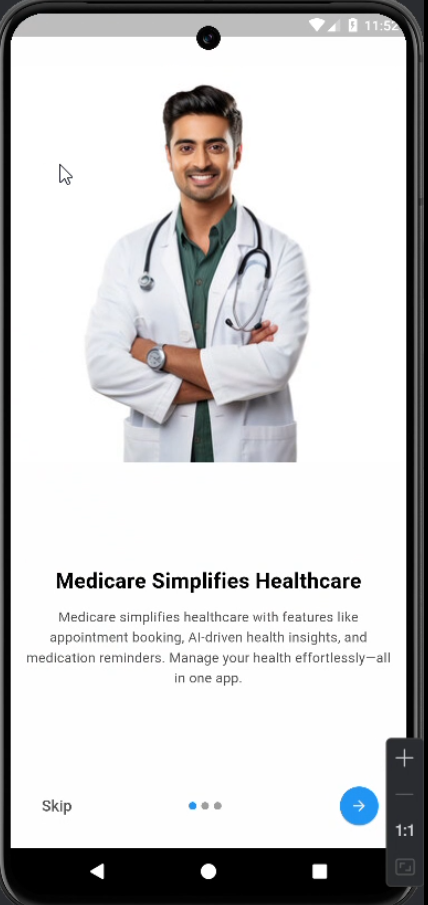 11:52
Medicare Simplifies Healthcare
Medicare simplifies healthcare with features like
appointment booking, AI-driven health insights, and
medication reminders. Manage your health effortlessly—all
in one app.
Skip
1:1